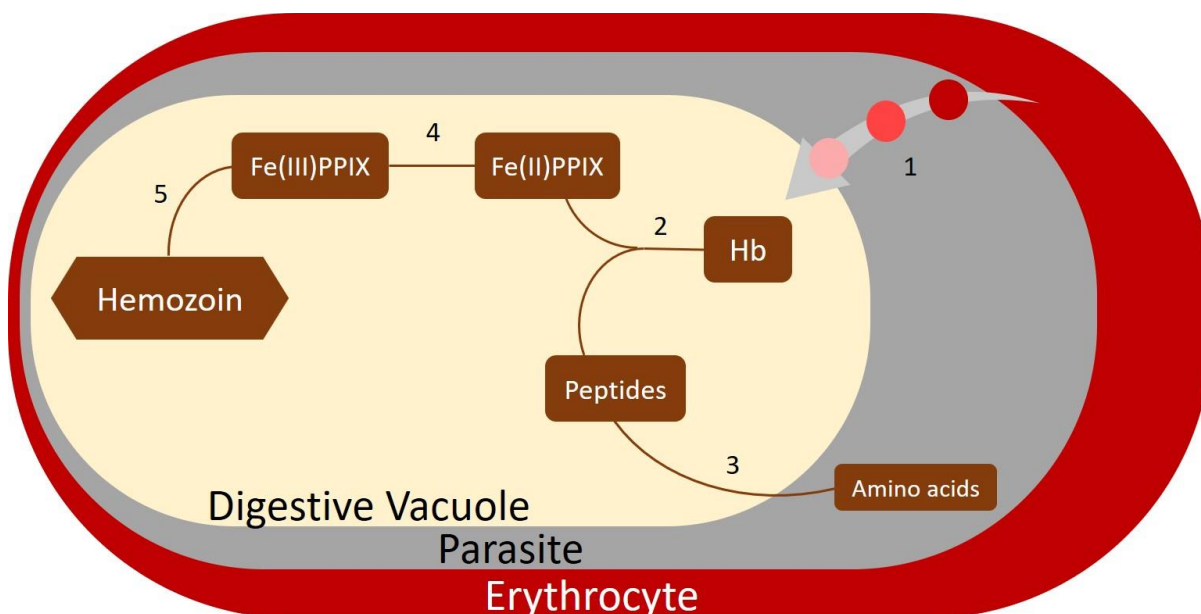 4
Fe(III)PPIX
Fe(II)PPIX
1
5
2
Hb
Hemozoin
Peptides
3
Amino acids
Digestive Vacuole
Parasite
Erythrocyte